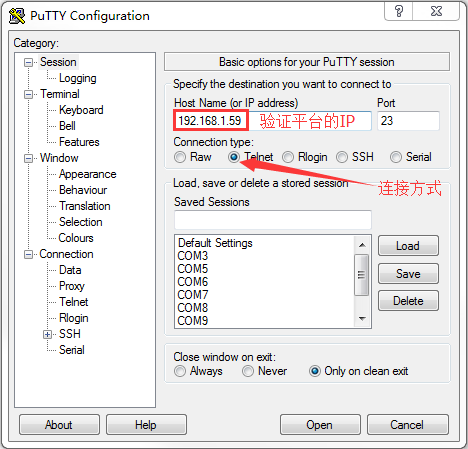 PuTTY Configuration
Category:
Session
Logging
Terminal
Keyboard
Bell
Features
Window
Appearance
Behaviour
Translation
Selection
Colours
Connection
Data
Proxy
Telnet
Rlogin
SSH
Serial
Basic options for your PuTTY session
Specify the destination you want to connect to
Host Name (or IP address) Port
192.168.1.59 验证平台的IP 23
Connection type:
Raw Telnet Rlogin SSH Serial
连接方式
Load, save or delete a stored session
Saved Sessions
Default Settings
COM3
COM5
COM6
COM7
COM8
COM9
Load
Save
Delete
Close window on exit:
Always Never Only on clean exit
About Help Open Cancel